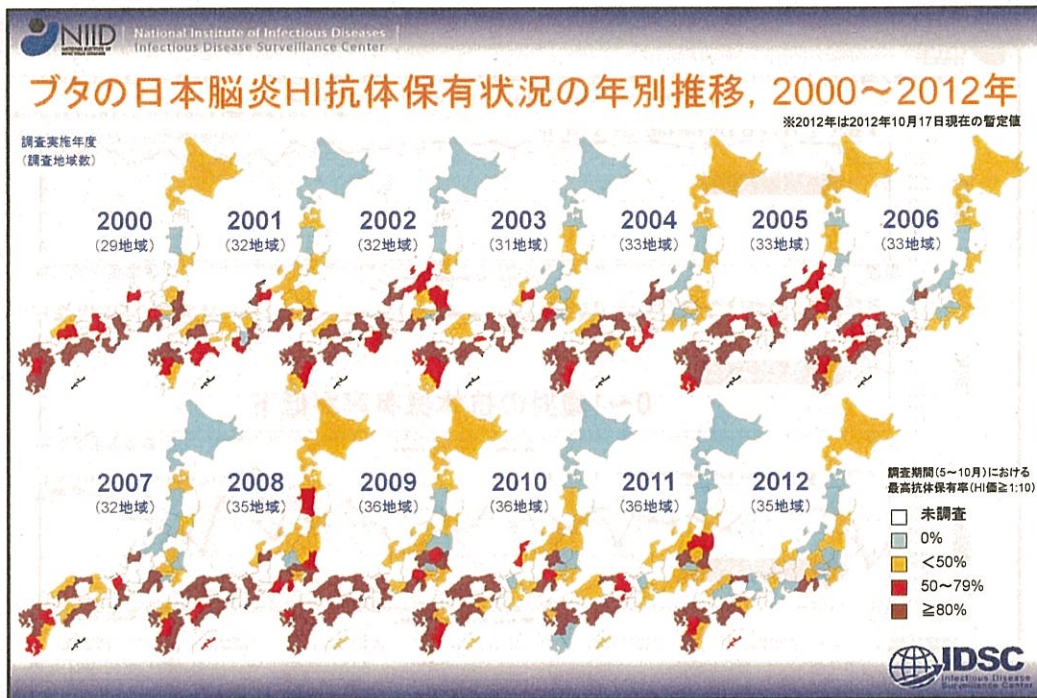 NIID
NATIONAL INSTITUTE OF
INFECTIOUS DISEASES
National Institute of Infectious Diseases
Infectious Disease Surveillance Center
ブタの日本脳炎HI抗体保有状況の年別推移, 2000~2012年
※2012年は2012年10月17日現在の暫定値
調査実施年度
(調査地域数)
2000
(29地域)
2001
(32地域)
2002
(32地域)
2003
(31地域)
2004
(33地域)
2005
(33地域)
2006
(33地域)
2007
(32地域)
2008
(35地域)
2009
(36地域)
2010
(36地域)
2011
(36地域)
2012
(35地域)
調査期間(5~10月)における
最高抗体保有率(HI価≧1:10)
未調査
0%
<50%
50~79%
≧80%
IDSC
Infectious Disease
Surveillance Center